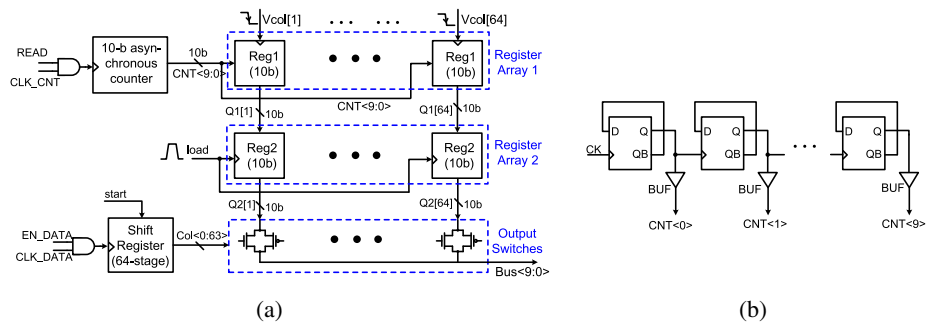 Vcol[1]
Vcol[64]
READ
CLK_CNT
10-b asyn-
chronous
counter
10b
CNT<9:0>
Reg1
(10b)
Reg1
(10b)
Register
Array 1
CNT<9:0>
Q1[1]
10b
Q1[64]
10b
load
Reg2
(10b)
Reg2
(10b)
Register
Array 2
Q2[1]
10b
Q2[64]
10b
start
EN_DATA
CLK_DATA
Shift
Register
(64-stage)
Col<0:63>
Output
Switches
Bus<9:0>
(a)
D
Q
QB
CK
BUF
CNT<0>
D
Q
QB
BUF
CNT<1>
D
Q
QB
BUF
CNT<9>
(b)